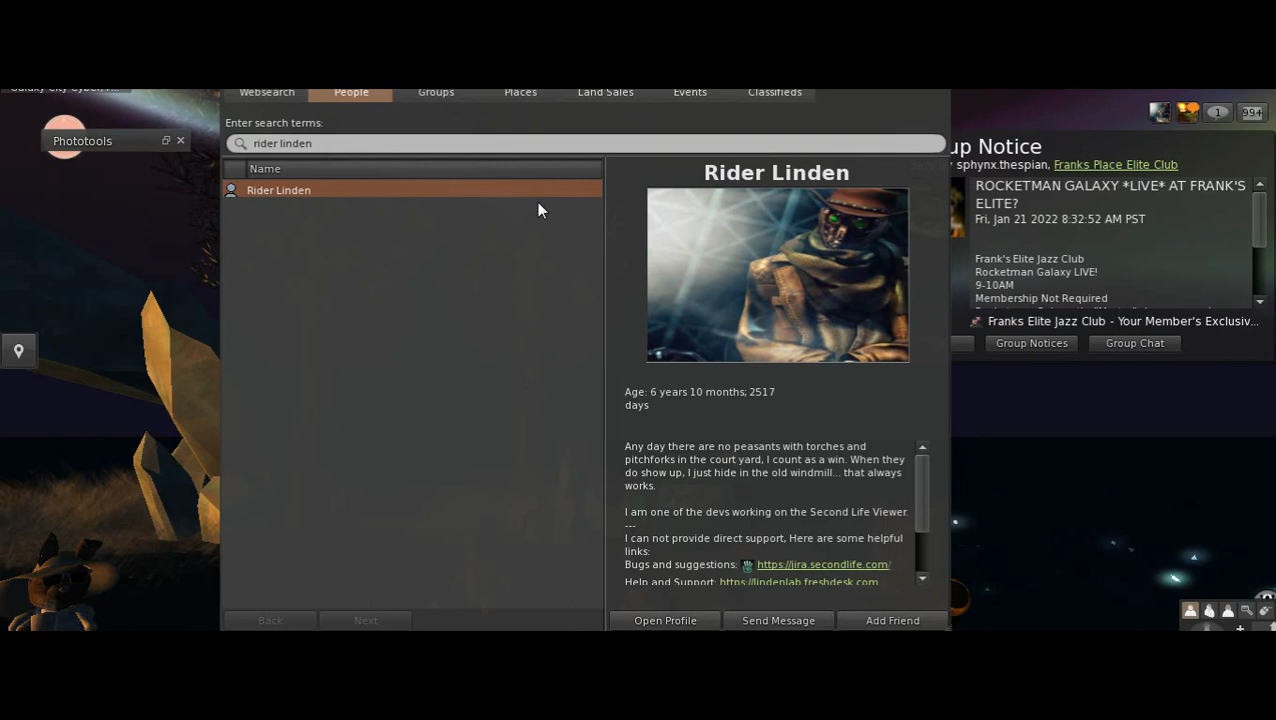 Websearch People Groups Places Land Sales Events Classifieds
Phototools
Enter search terms:
rider linden
Name
Rider Linden
Rider Linden
Age: 6 years 10 months; 2517
days
Any day there are no peasants with torches and
pitchforks in the court yard, I count as a win. When they
do show up, I just hide in the old windmill... that always
works.
I am one of the devs working on the Second Life Viewer.
---
I can not provide direct support, Here are some helpful
links:
Bugs and suggestions: https://jira.secondlife.com/
Help and Support: https://lindenlab.freshdesk.com
Back Next
Open Profile Send Message Add Friend
1 99+
up Notice
sphynx.thespian, Franks Place Elite Club
ROCKETMAN GALAXY *LIVE* AT FRANK'S
ELITE?
Fri, Jan 21 2022 8:32:52 AM PST
Frank's Elite Jazz Club
Rocketman Galaxy LIVE!
9-10AM
Membership Not Required
Franks Elite Jazz Club - Your Member's Exclusiv...
Group Notices Group Chat